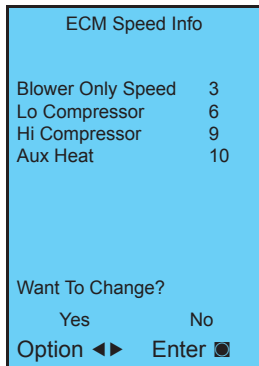 ECM Speed Info
Blower Only Speed 3
Lo Compressor 6
Hi Compressor 9
Aux Heat 10
Want To Change?
Yes No
Option ◀▶ Enter ◙